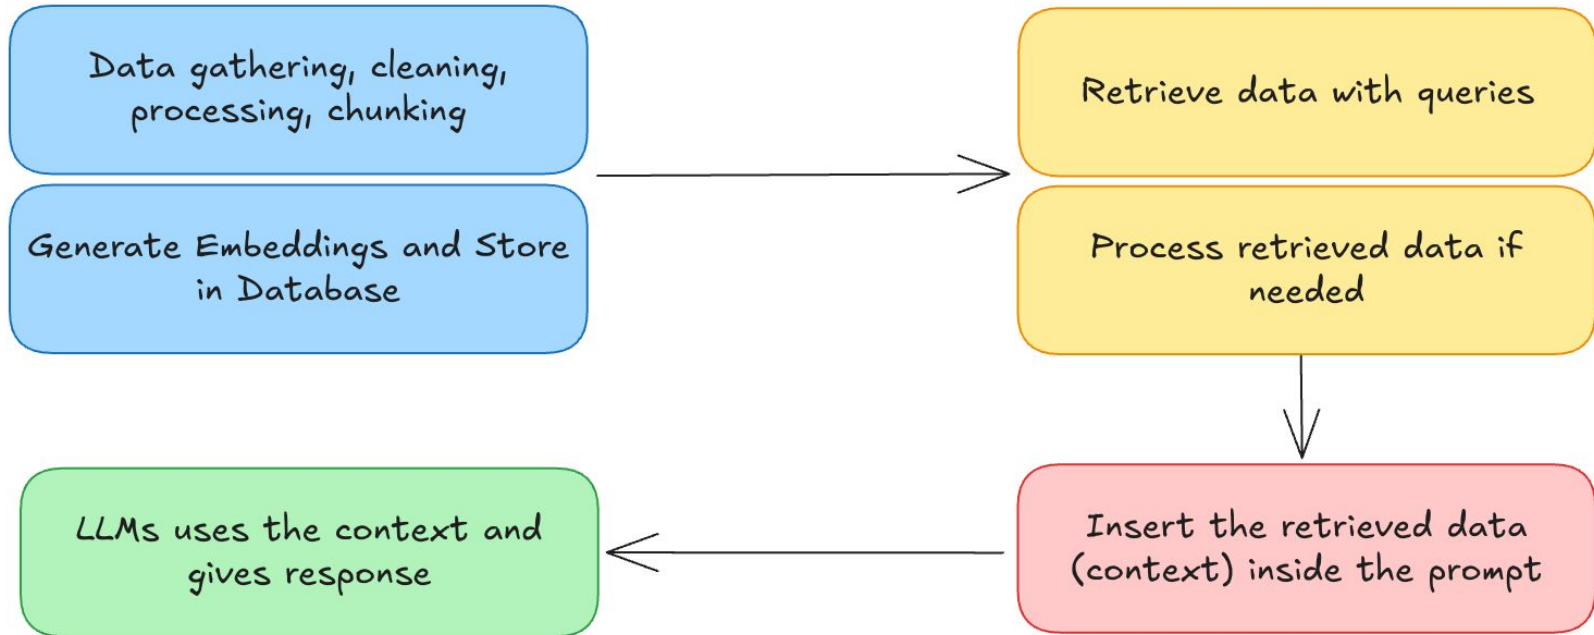 Data gathering, cleaning,
processing, chunking
Generate Embeddings and Store
in Database
Retrieve data with queries
Process retrieved data if
needed
Insert the retrieved data
(context) inside the prompt
LLMs uses the context and
gives response